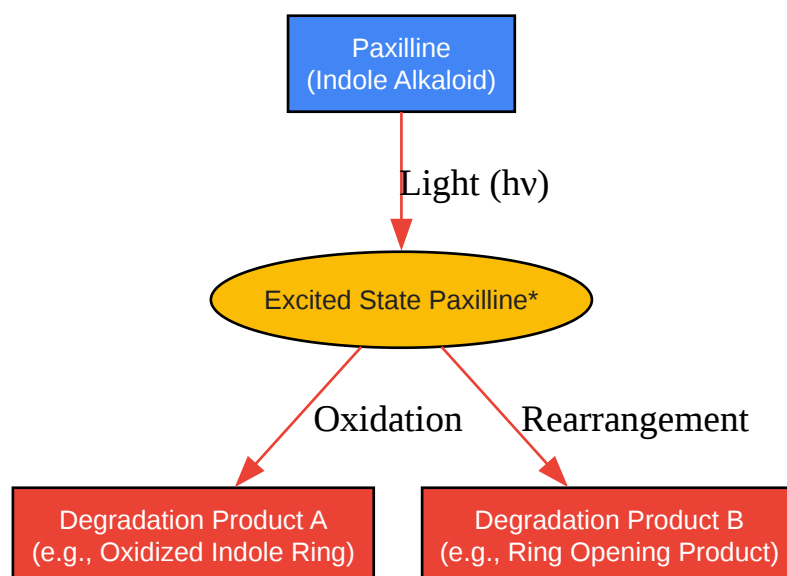 Paxilline
(Indole Alkaloid)
Light (hν)
Excited State Paxilline*
Oxidation
Rearrangement
Degradation Product A
(e.g., Oxidized Indole Ring)
Degradation Product B
(e.g., Ring Opening Product)